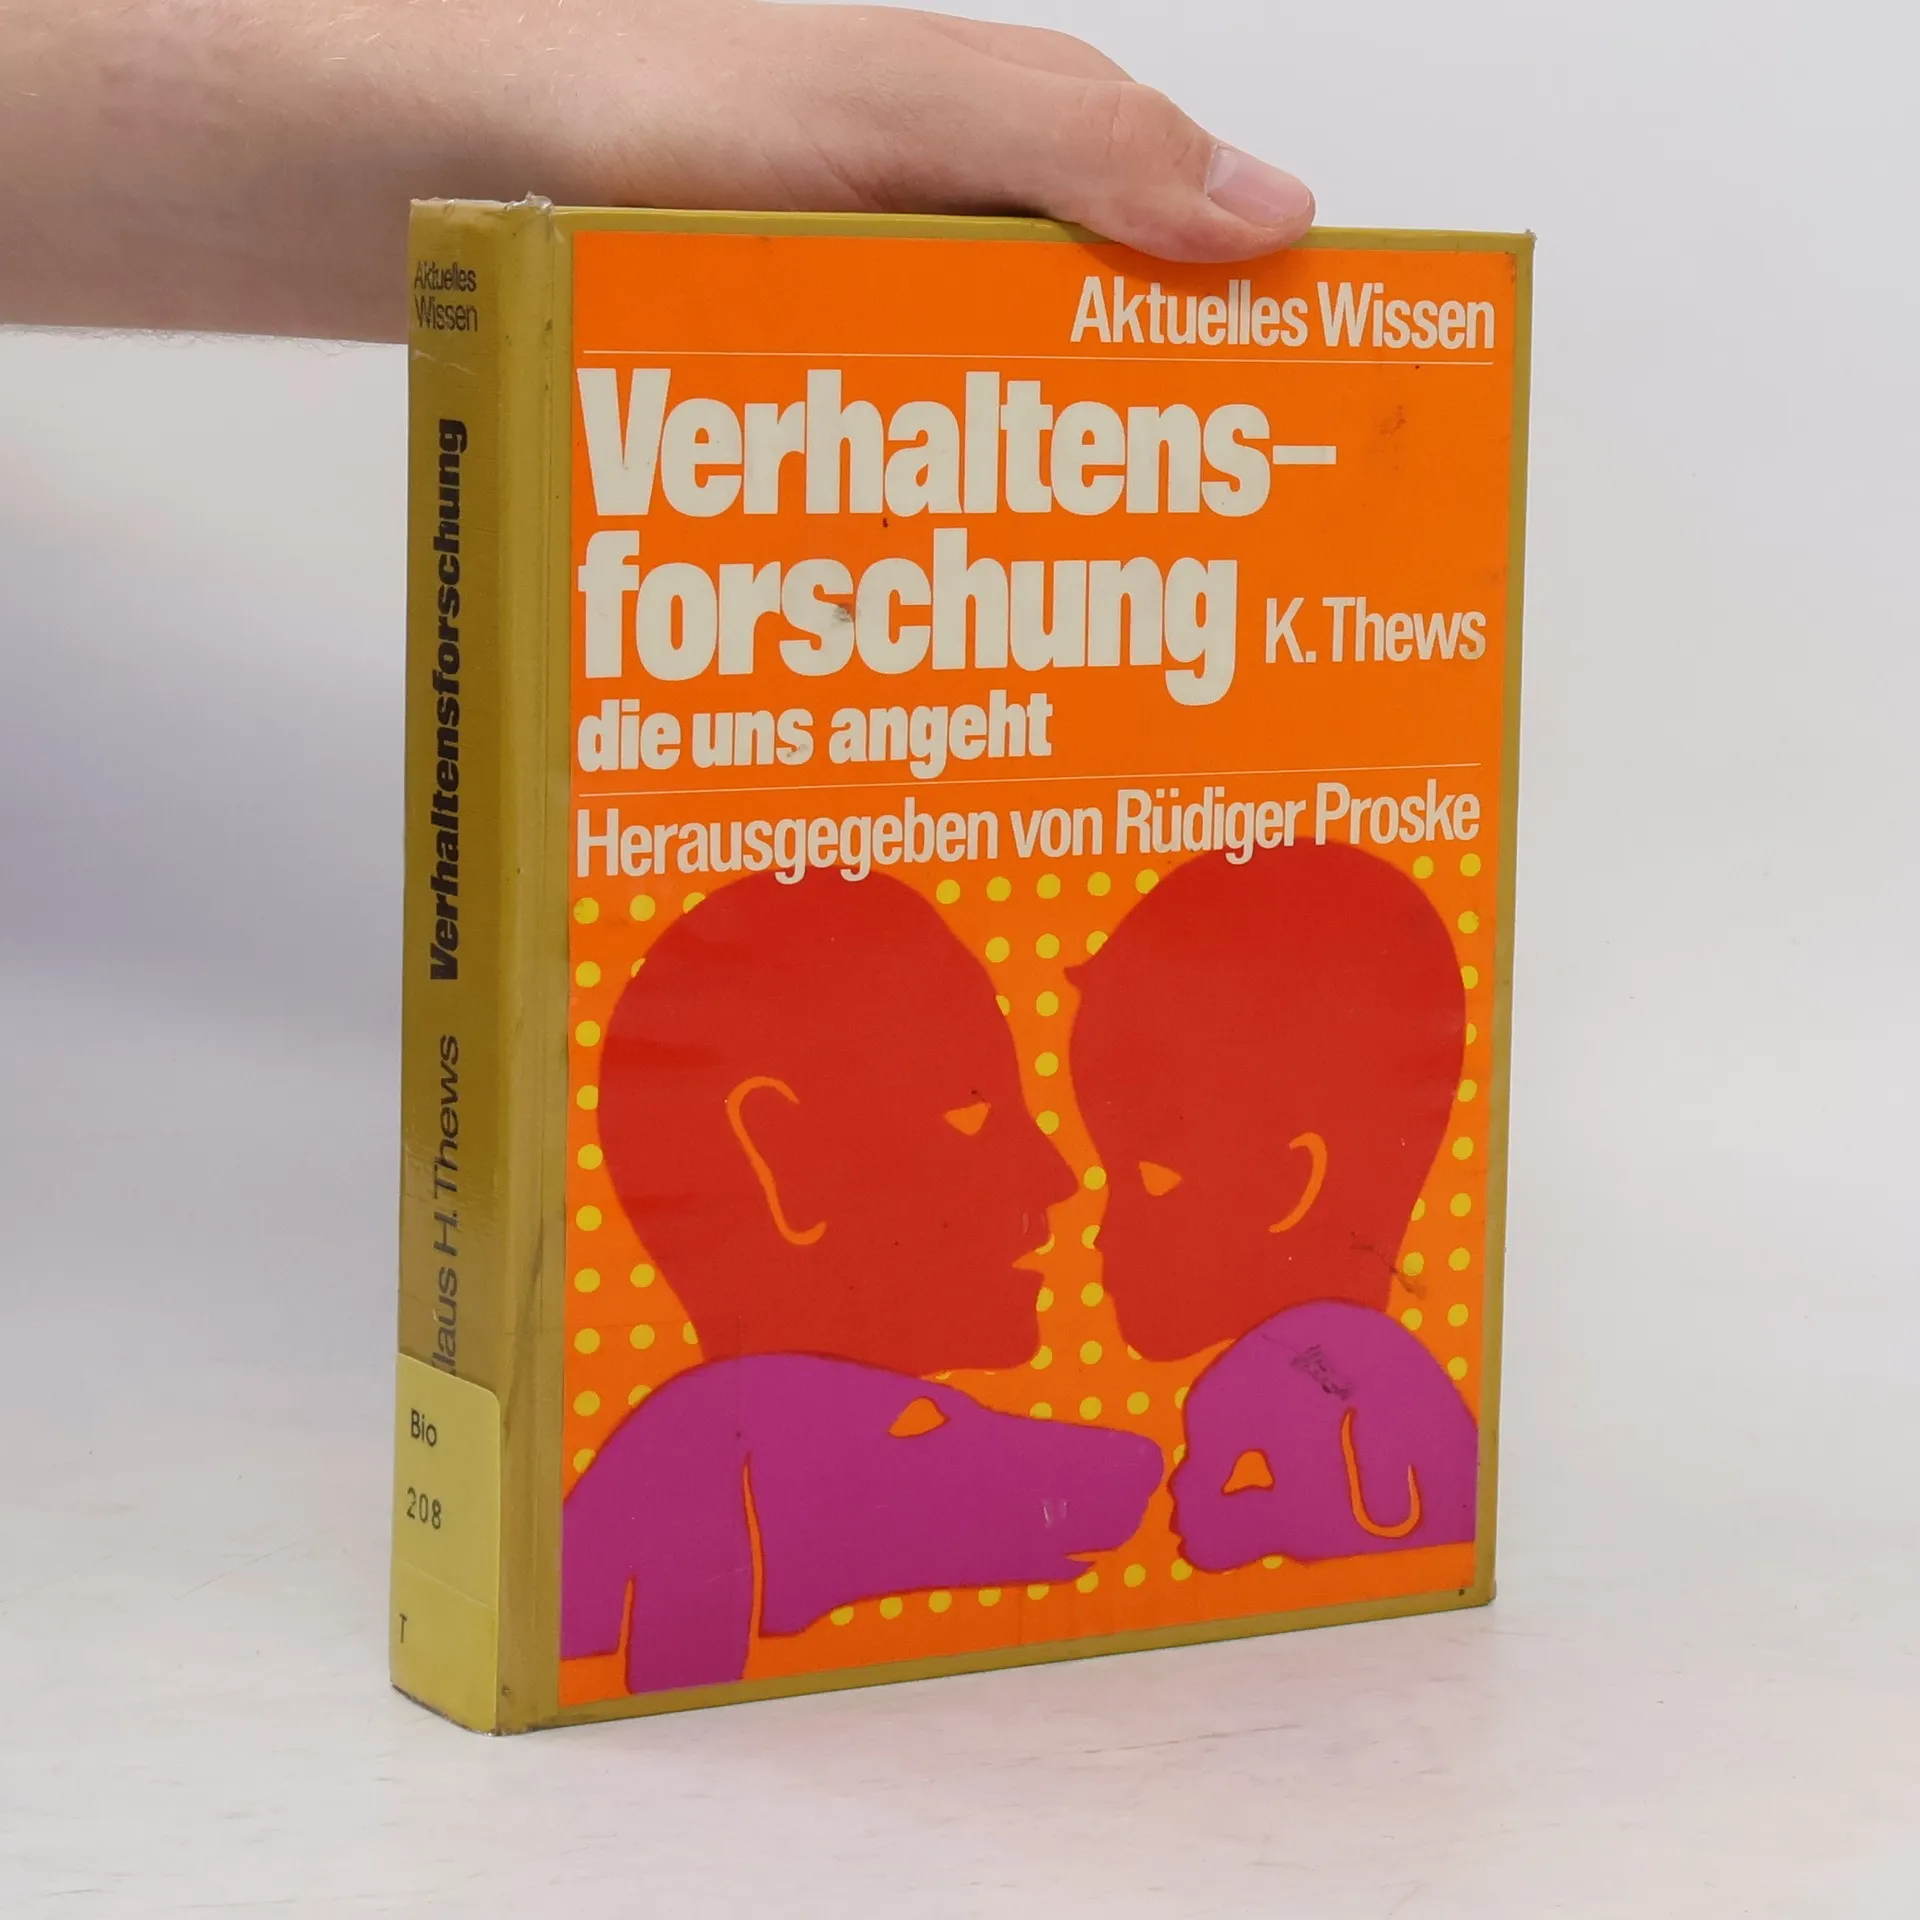 Aktuelles
Wissen
Verhaltensforschung
H. Thews
Bio
208
T
Aktuelles Wissen
Verhaltens-
forschung
K. Thews
die uns angeht
Herausgegeben von Rüdiger Proske